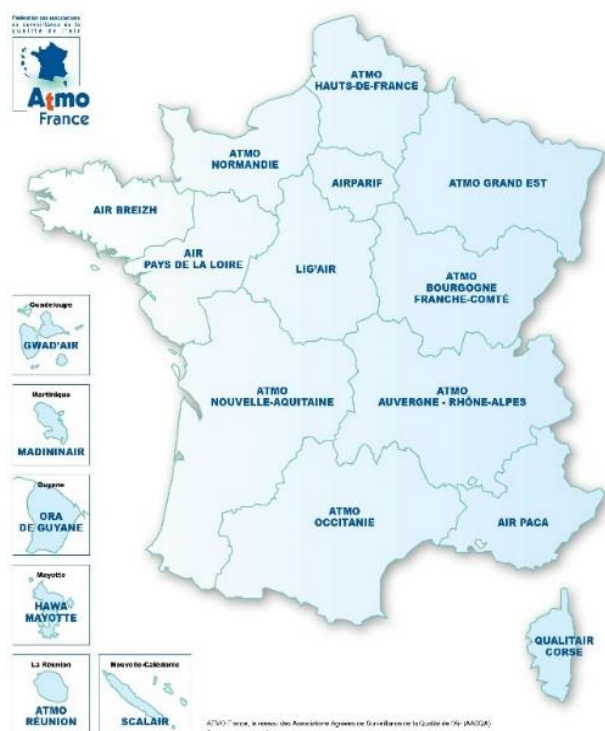 Fédération des associations
de surveillance de la
qualité de l'air
Atmo
France
ATMO
HAUTS-DE-FRANCE
ATMO
NORMANDIE
AIRPARIF
ATMO GRAND EST
AIR BREIZH
AIR
PAYS DE LA LOIRE
LIG'AIR
ATMO
BOURGOGNE
FRANCHE-COMTÉ
Guadeloupe
GWAD'AIR
ATMO
NOUVELLE-AQUITAINE
ATMO
AUVERGNE - RHÔNE-ALPES
Martinique
MADININAIR
Guyane
ORA
DE GUYANE
ATMO
OCCITANIE
AIR PACA
Mayotte
HAWA
MAYOTTE
QUALITAIR
CORSE
La Réunion
ATMO
RÉUNION
Nouvelle-Calédonie
SCALAIR
ATMO France, le réseau des Associations Agréées de Surveillance de la Qualité de l'Air (AASQA)